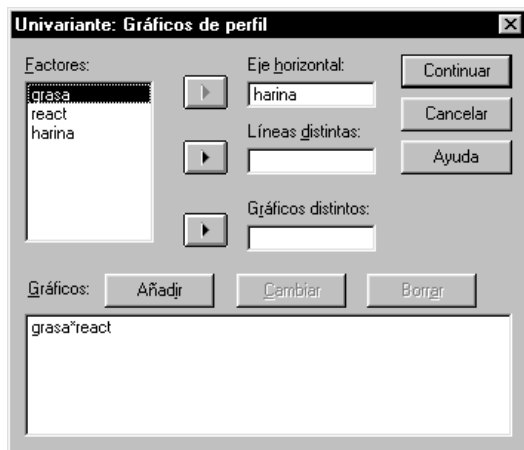 Univariante: Gráficos de perfil
Factores:
grasa
react
harina
Eje horizontal:
harina
Líneas distintas:
Gráficos distintos:
Continuar
Cancelar
Ayuda
Gráficos:
Añadir
Cambiar
Borrar
grasa*react